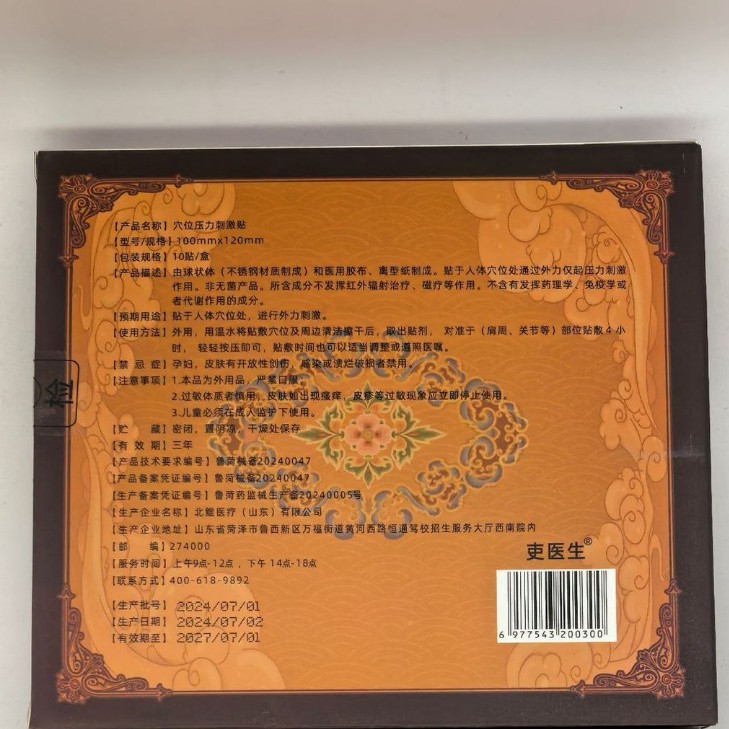 【产品名称】穴位压力刺激贴
【型号/规格】100mmx120mm
【包装规格】10贴/盒
【产品描述】由球状体(不锈钢材质制成)和医用胶布、离型纸制成。贴于人体穴位处通过外力仅起压力刺激
作用。非无菌产品。所含成分不发挥红外辐射治疗、磁疗等作用。不含有发挥药理学、免疫学或
者代谢作用的成分。
【预期用途】贴于人体穴位处,进行外力刺激。
【使用方法】外用,用温水将贴敷穴位及周边清洁擦干后,取出贴剂,对准于(肩周、关节等)部位贴敷4小
时,轻轻按压即可,贴敷时间也可以适当调整或遵照医嘱。
【禁 忌 症】孕妇,皮肤有开放性创伤,感染或溃烂破损者禁用。
【注意事项】1.本品为外用品,严禁口服
2.过敏体质者慎用,皮肤如出现瘙痒,皮疹等过敏现象应立即停止使用。
3.儿童必须在成人监护下使用。
【贮 藏】密闭,置阴凉,干燥处保存
【有 效 期】三年
【产品技术要求编号】鲁菏械备20240047
【产品备案凭证编号】鲁菏械备20240047
【生产备案凭证编号】鲁菏药监械生产备20240005号
【生产企业名称】北赡医疗(山东)有限公司
【生产企业地址】山东省菏泽市鲁西新区万福街道黄河西路恒通驾校招生服务大厅西南院内
【邮 编】274000
【服务时间】上午9点-12点,下午14点-18点
【联系方式】400-618-9892
【生产批号】2024/07/01
【生产日期】2024/07/02
【有效期至】2027/07/01
检
吏医生®
6 977543 200300